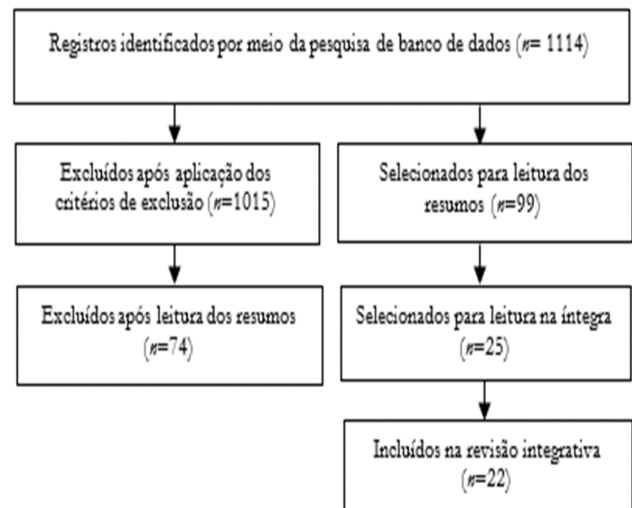 Registros identificados por meio da pesquisa de banco de dados (n= 1114)
Excluídos após aplicação dos
critérios de exclusão (n=1015)
Selecionados para leitura dos
resumos (n=99)
Excluídos após leitura dos resumos
(n=74)
Selecionados para leitura na íntegra
(n=25)
Incluídos na revisão integrativa
(n=22)